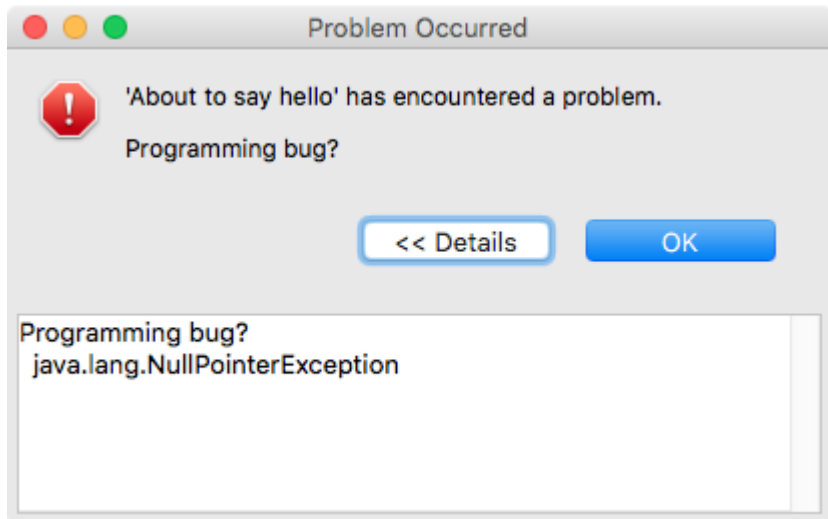 Problem Occurred
'About to say hello' has encountered a problem.
Programming bug?
<< Details
OK
Programming bug?
java.lang.NullPointerException